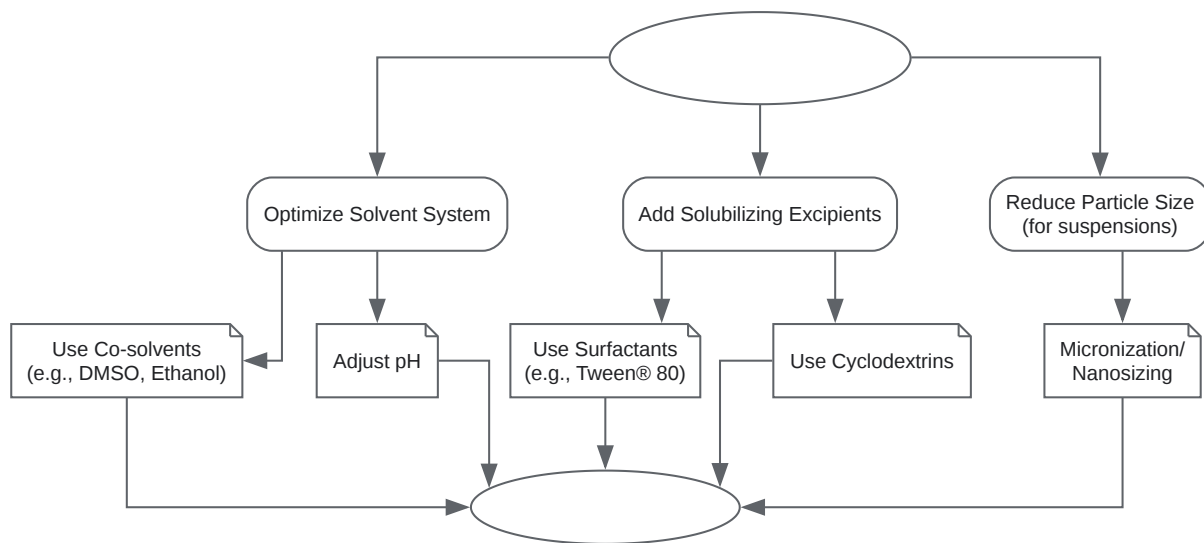 Optimize Solvent System
Add Solubilizing Excipients
Reduce Particle Size
(for suspensions)
Use Co-solvents
(e.g., DMSO, Ethanol)
Adjust pH
Use Surfactants
(e.g., Tween® 80)
Use Cyclodextrins
Micronization/
Nanosizing